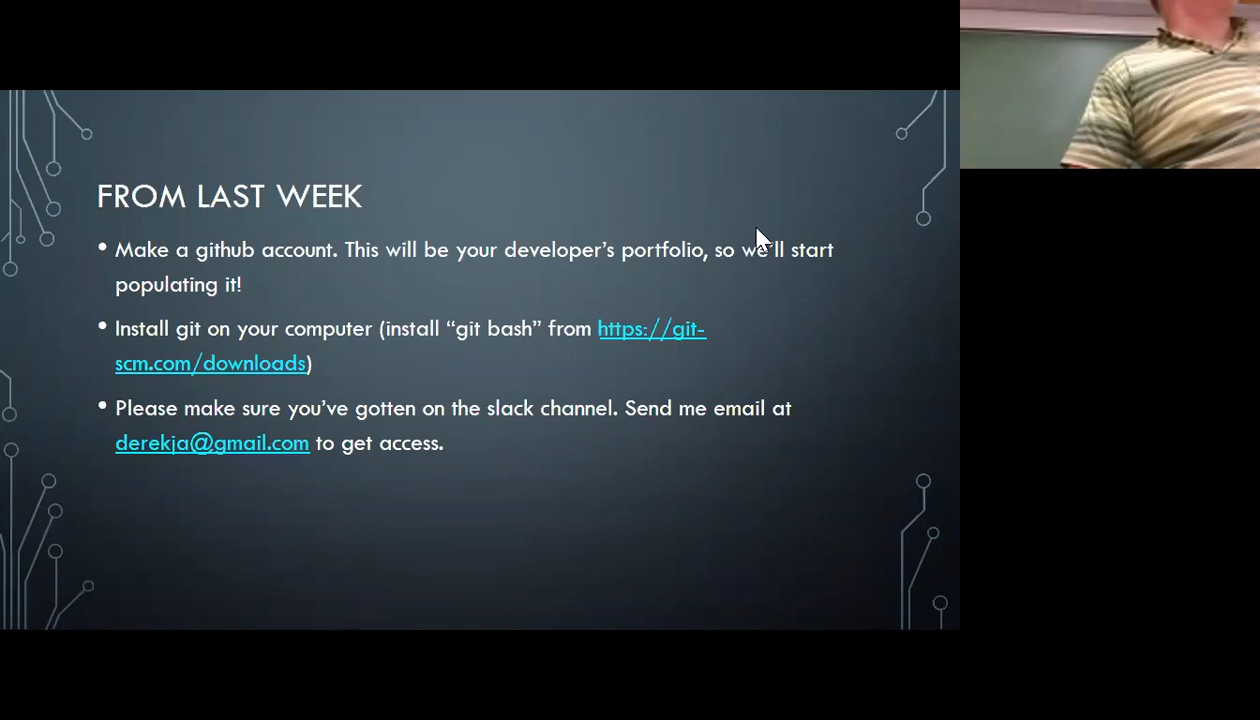 FROM LAST WEEK
• Make a github account. This will be your developer’s portfolio, so we’ll start
populating it!
• Install git on your computer (install “git bash” from https://git-
scm.com/downloads)
• Please make sure you’ve gotten on the slack channel. Send me email at
derekja@gmail.com to get access.